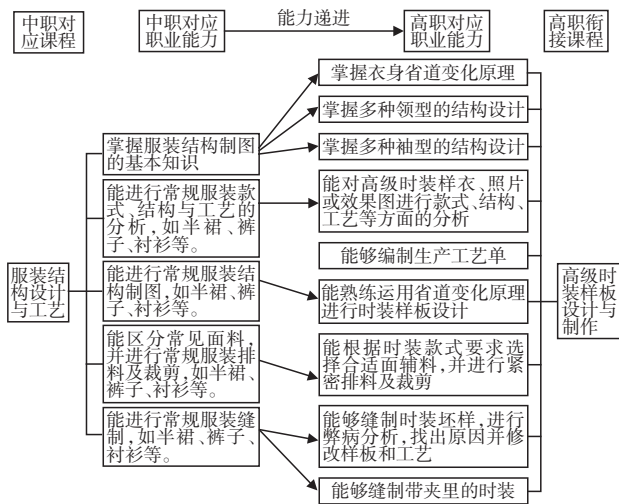 中职对
应课程
中职对应
职业能力
能力递进
高职对应
职业能力
高职衔
接课程
服装结
构设计
与工艺
掌握服装结构制图
的基本知识
能进行常规服装款
式、结构与工艺的
分析,如半裙、裤
子、衬衫等。
能进行常规服装结
构制图,如半裙、裤
子、衬衫等。
能区分常见面料,
并进行常规服装排
料及裁剪,如半裙、
裤子、衬衫等。
能进行常规服装缝
制,如半裙、裤子、
衬衫等。
掌握衣身省道变化原理
掌握多种领型的结构设计
掌握多种袖型的结构设计
能对高级时装样衣、照片
或效果图进行款式、结构、
工艺等方面的分析
能够编制生产工艺单
能熟练运用省道变化原理
进行时装样板设计
能根据时装款式要求选
择合适面辅料,并进行紧
密排料及裁剪
能够缝制时装坯样,进行
弊病分析,找出原因并修
改样板和工艺
能够缝制带夹里的时装
高级时
装样板
设计与
制作